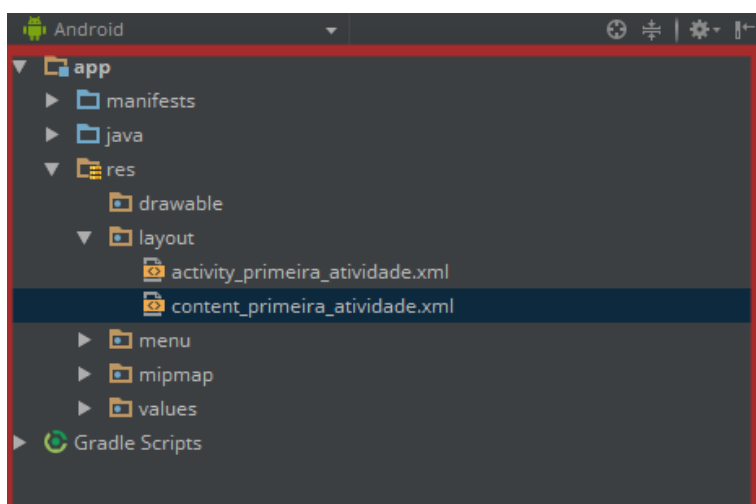 Android
app
manifests
java
res
drawable
layout
activity_primeira_atividade.xml
content_primeira_atividade.xml
menu
mipmap
values
Gradle Scripts